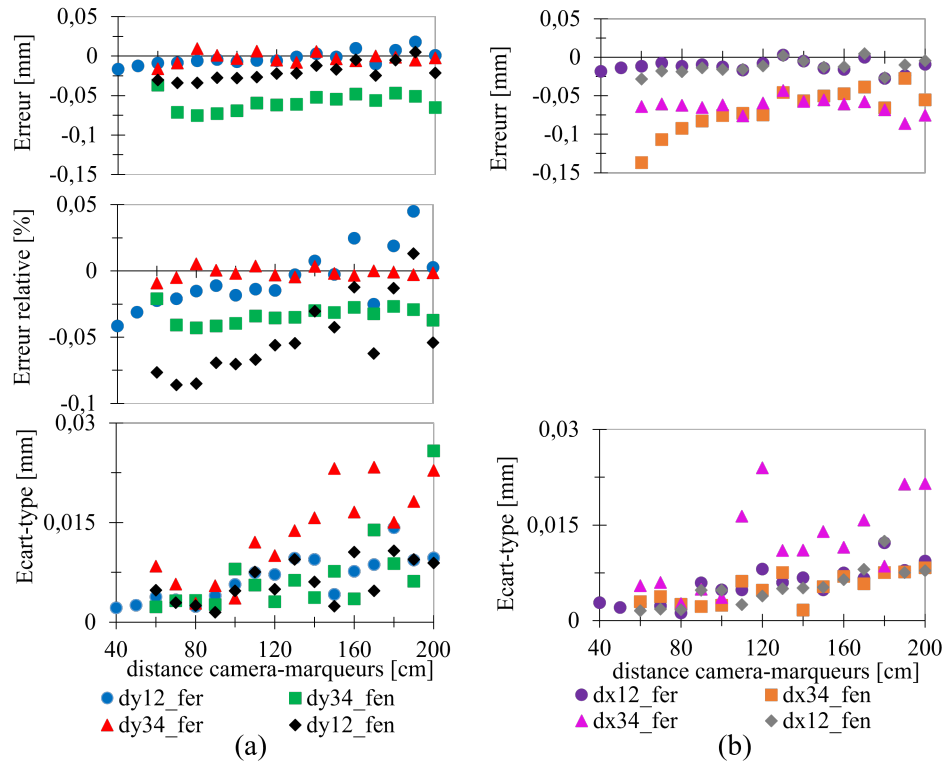 0,05
0
-0,05
-0,1
-0,15
Erreur [mm]
0,05
0
-0,05
-0,1
Erreur relative [%]
0,03
0,015
0
Ecart-type [mm]
40 80 120 160 200
distance camera-marqueurs [cm]
dy12_fer dy34_fen
dy34_fer dy12_fen
(a)
0,05
0
-0,05
-0,1
-0,15
Erreurr [mm]
0,03
0,015
0
Ecart-type [mm]
40 80 120 160 200
distance camera-marqueurs [cm]
dx12_fer dx34_fen
dx34_fer dx12_fen
(b)